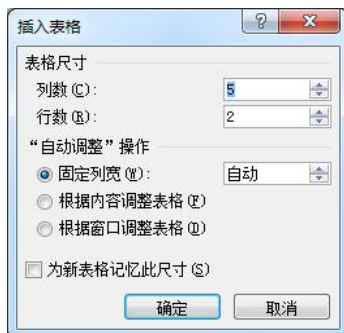 插入表格
表格尺寸
列数(C): 5
行数(R): 2
“自动调整”操作
固定列宽(W): 自动
根据内容调整表格(F)
根据窗口调整表格(D)
为新表格记忆此尺寸(S)
确定 取消